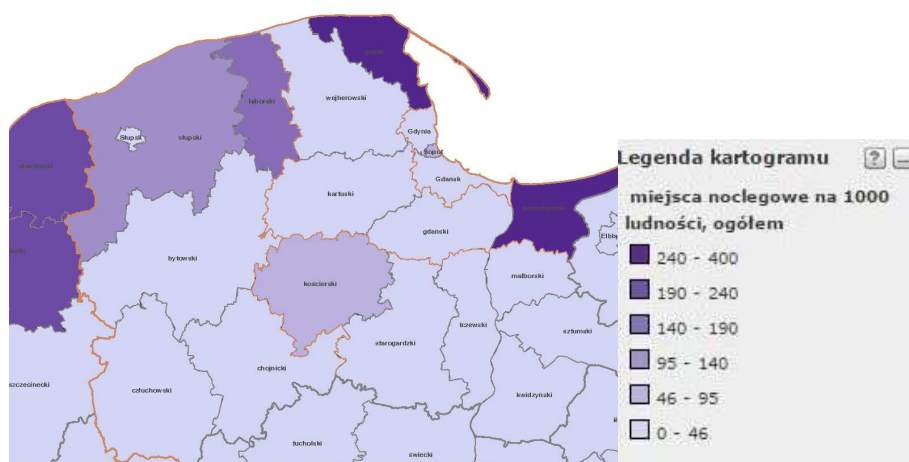 wejherowski
lęborski
Gdynia
Słupsk
słupski
Sopot
Gdańsk
kartuski
gdański
bytowski
malborski
kościerski
tczewski
sztumski
starogardzki
szczecinecki
człuchowski
chojnicki
kwidzyński
tucholski
świecki
Legenda kartogramu
?
miejsca noclegowe na 1000
ludności, ogółem
240 - 400
190 - 240
140 - 190
95 - 140
46 - 95
0 - 46